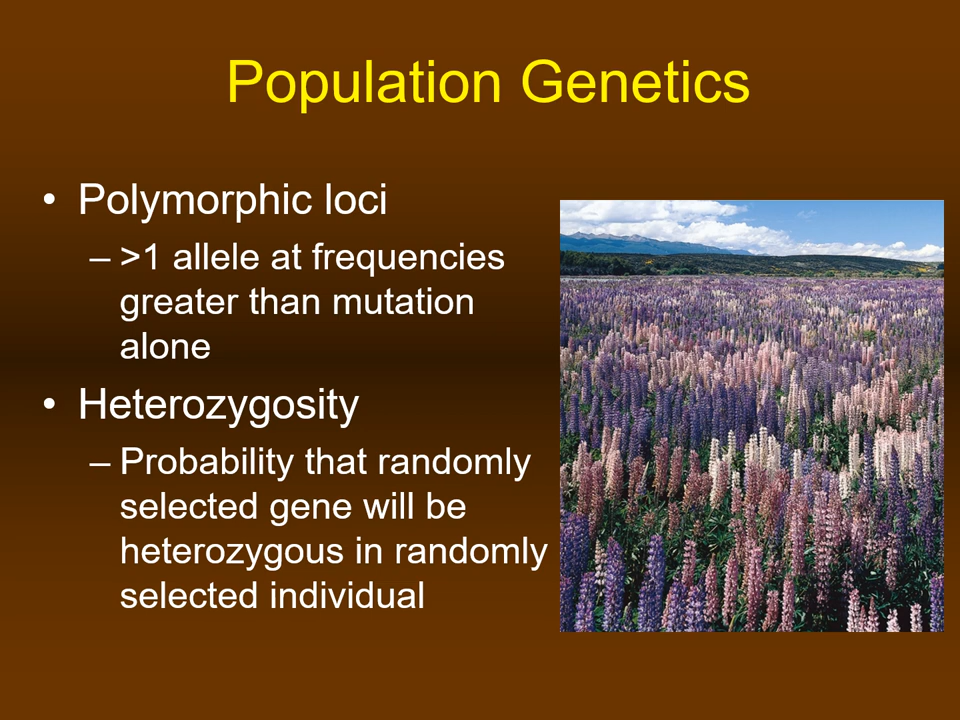 Population Genetics
• Polymorphic loci
– >1 allele at frequencies
greater than mutation
alone
• Heterozygosity
– Probability that randomly
selected gene will be
heterozygous in randomly
selected individual